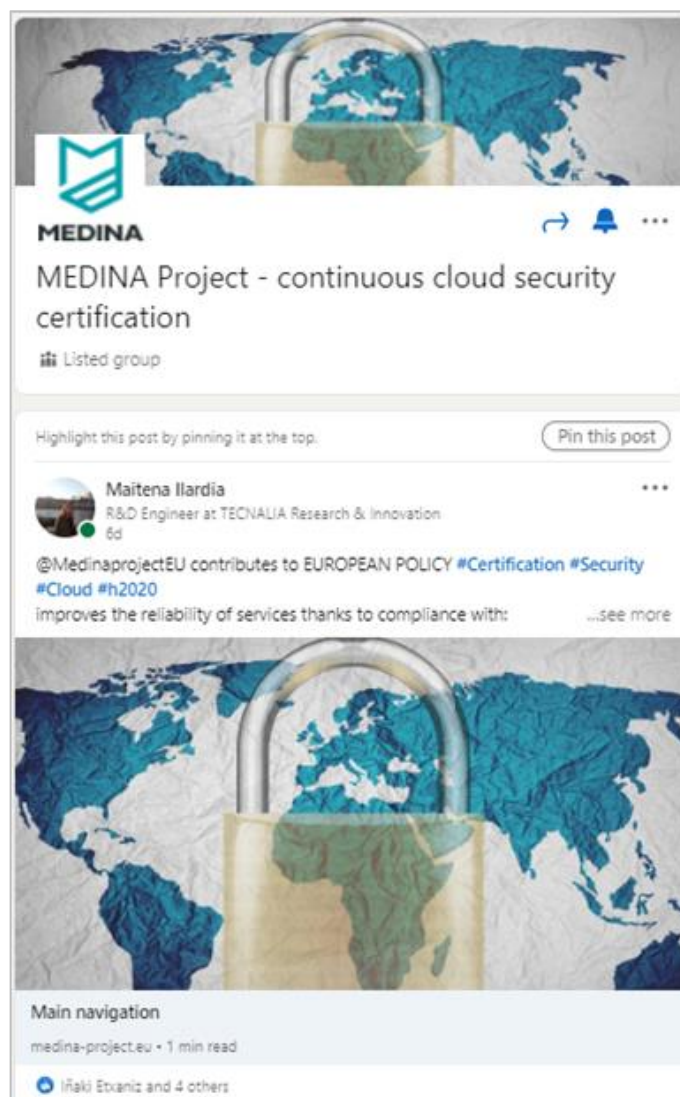 MEDINA
MEDINA Project - continuous cloud security
certification
Listed group
Highlight this post by pinning it at the top.
Pin this post
Maitena Ilardia
R&D Engineer at TECNALIA Research & Innovation
6d
@MedinaprojectEU contributes to EUROPEAN POLICY #Certification #Security
#Cloud #h2020
improves the reliability of services thanks to compliance with: ...see more
Main navigation
medina-project.eu • 1 min read
Iñaki Etxaniz and 4 others